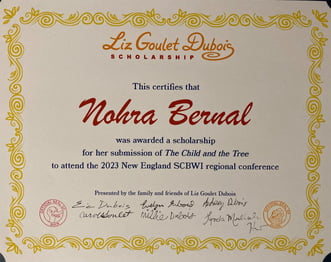 Liz Goulet Dubois
SCHOLARSHIP
This certifies that
Nohra Bernal
was awarded a scholarship
for her submission of The Child and the Tree
to attend the 2023 New England SCBWI regional conference
Presented by the family and friends of Liz Goulet Dubois